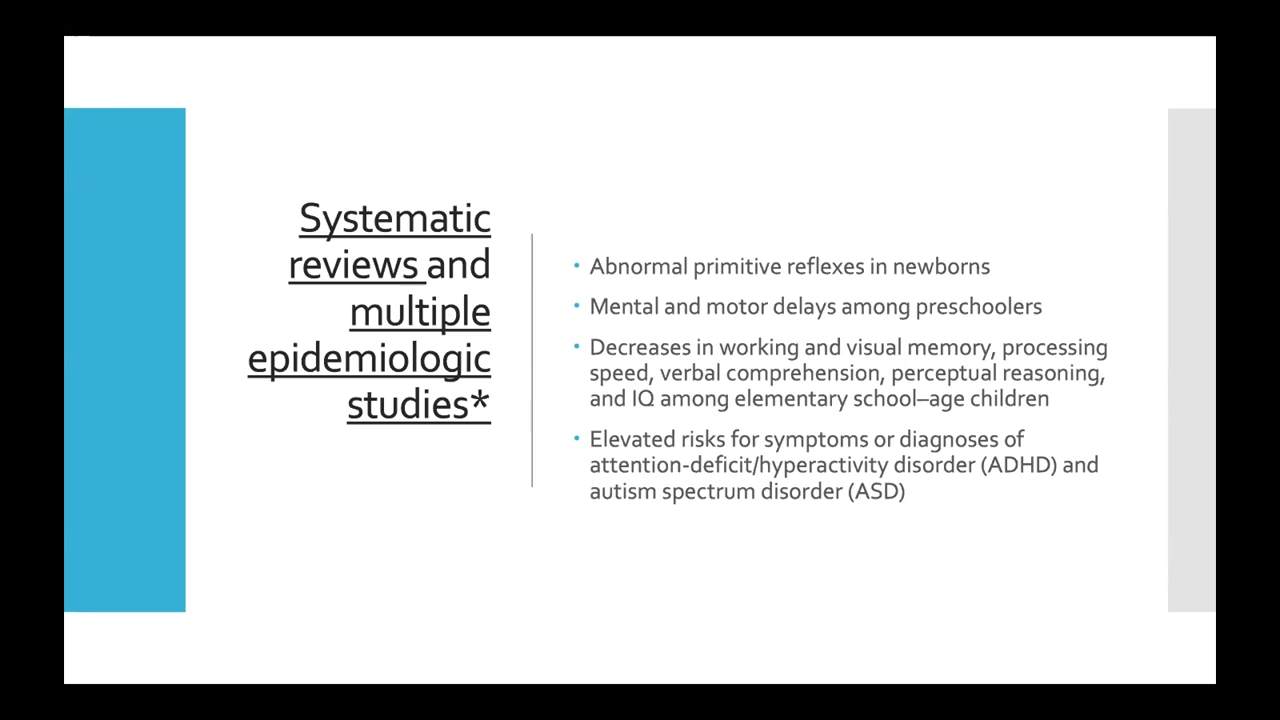 Systematic
reviews and
multiple
epidemiologic
studies*
• Abnormal primitive reflexes in newborns
• Mental and motor delays among preschoolers
• Decreases in working and visual memory, processing
speed, verbal comprehension, perceptual reasoning,
and IQ among elementary school–age children
• Elevated risks for symptoms or diagnoses of
attention-deficit/hyperactivity disorder (ADHD) and
autism spectrum disorder (ASD)